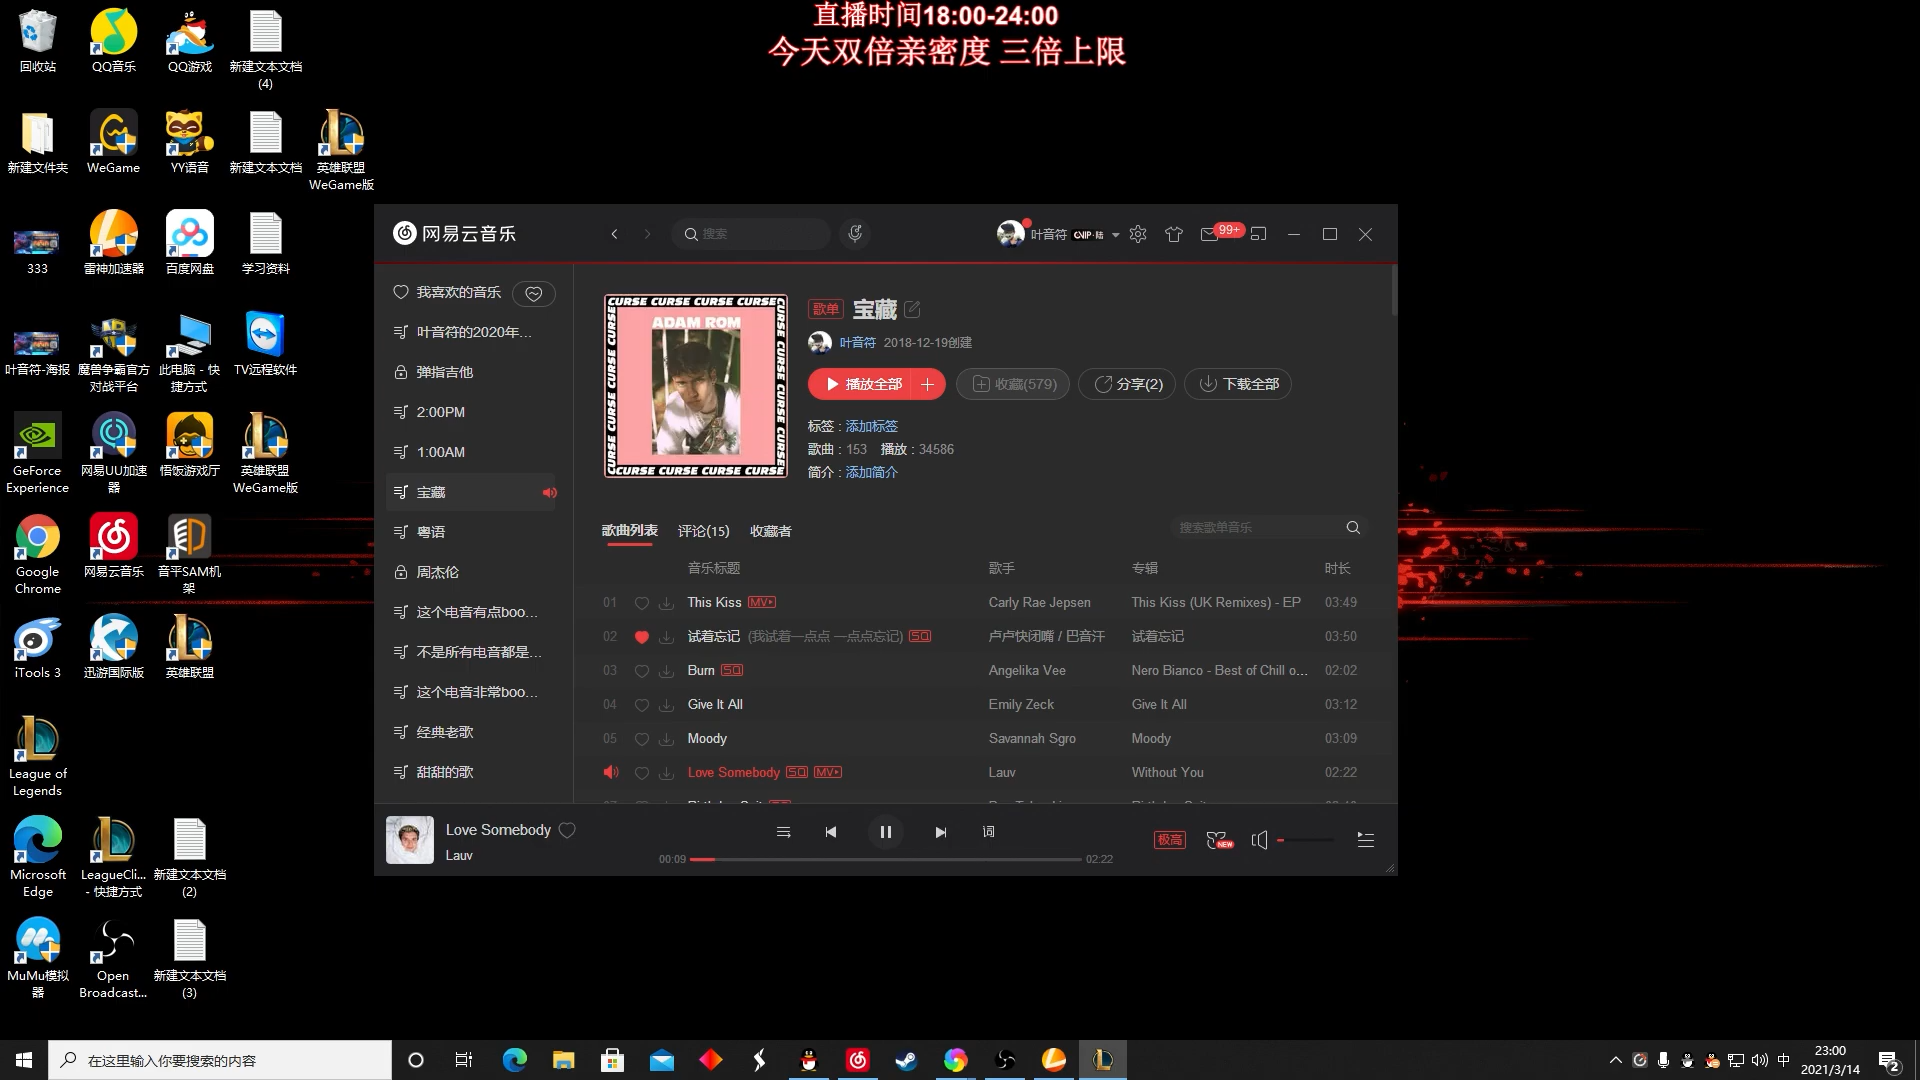 直播时间18:00-24:00
今天双倍亲密度 三倍上限
回收站
QQ音乐
QQ游戏
新建文本文档
(4)
新建文件夹
WeGame
YY语音
新建文本文档
英雄联盟
WeGame版
333
雷神加速器
百度网盘
学习资料
叶音符-海报
魔兽争霸官方
对战平台
此电脑 - 快
捷方式
TV远程软件
GeForce
Experience
网易UU加速
器
悟饭游戏厅
英雄联盟
WeGame版
Google
Chrome
网易云音乐
音平SAM机
架
iTools 3
迅游国际版
英雄联盟
League of
Legends
Microsoft
Edge
LeagueCli...
- 快捷方式
新建文本文档
(2)
MuMu模拟
器
Open
Broadcast...
新建文本文档
(3)
网易云音乐
搜索
叶音符
99+
我喜欢的音乐
叶音符的2020年...
弹指吉他
2:00PM
1:00AM
宝藏
粤语
周杰伦
这个电音有点boo...
不是所有电音都是...
这个电音非常boo...
经典老歌
甜甜的歌
CURSE CURSE CURSE CURSE CURSE
ADAM ROM
歌单 宝藏
叶音符 2018-12-19创建
播放全部
收藏(579)
分享(2)
下载全部
标签 : 添加标签
歌曲 : 153 播放 : 34586
简介 : 添加简介
歌曲列表 评论(15) 收藏者
搜索歌单音乐
音乐标题 歌手 专辑 时长
01 This Kiss MV Carly Rae Jepsen This Kiss (UK Remixes) - EP 03:49
02 试着忘记 (我试着一点点 一点点忘记) SQ 卢卢快闭嘴 / 巴音汗 试着忘记 03:50
03 Burn SQ Angelika Vee Nero Bianco - Best of Chill o... 02:02
04 Give It All Emily Zeck Give It All 03:12
05 Moody Savannah Sgro Moody 03:09
Love Somebody SQ MV Lauv Without You 02:22
Love Somebody
Lauv
词
00:09
02:22
极高
NEW
在这里输入你要搜索的内容
中
23:00
2021/3/14
2